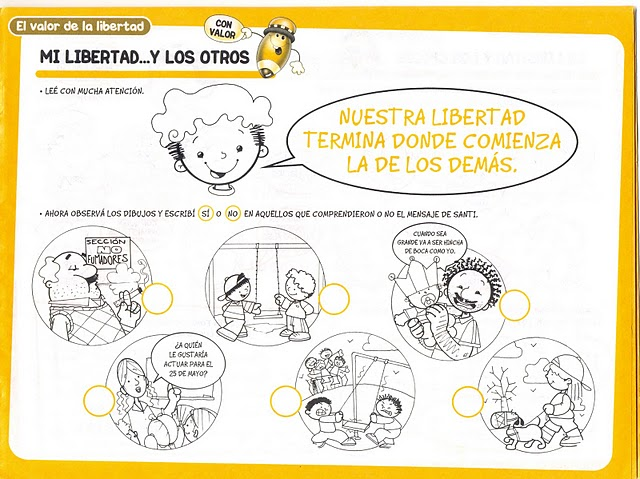 El valor de la libertad
CON
VALOR
MI LIBERTAD...Y LOS OTROS
• LEÉ CON MUCHA ATENCIÓN.
NUESTRA LIBERTAD
TERMINA DONDE COMIENZA
LA DE LOS DEMÁS.
• AHORA OBSERVÁ LOS DIBUJOS Y ESCRIBÍ SÍ O NO EN AQUELLOS QUE COMPRENDIERON O NO EL MENSAJE DE SANTI.
SECCIÓN
NO
FUMADORES
CUANDO SEA
GRANDE VA A SER HINCHA
DE BOCA COMO YO.
¿A QUIÉN
LE GUSTARÍA
ACTUAR PARA EL
25 DE MAYO?